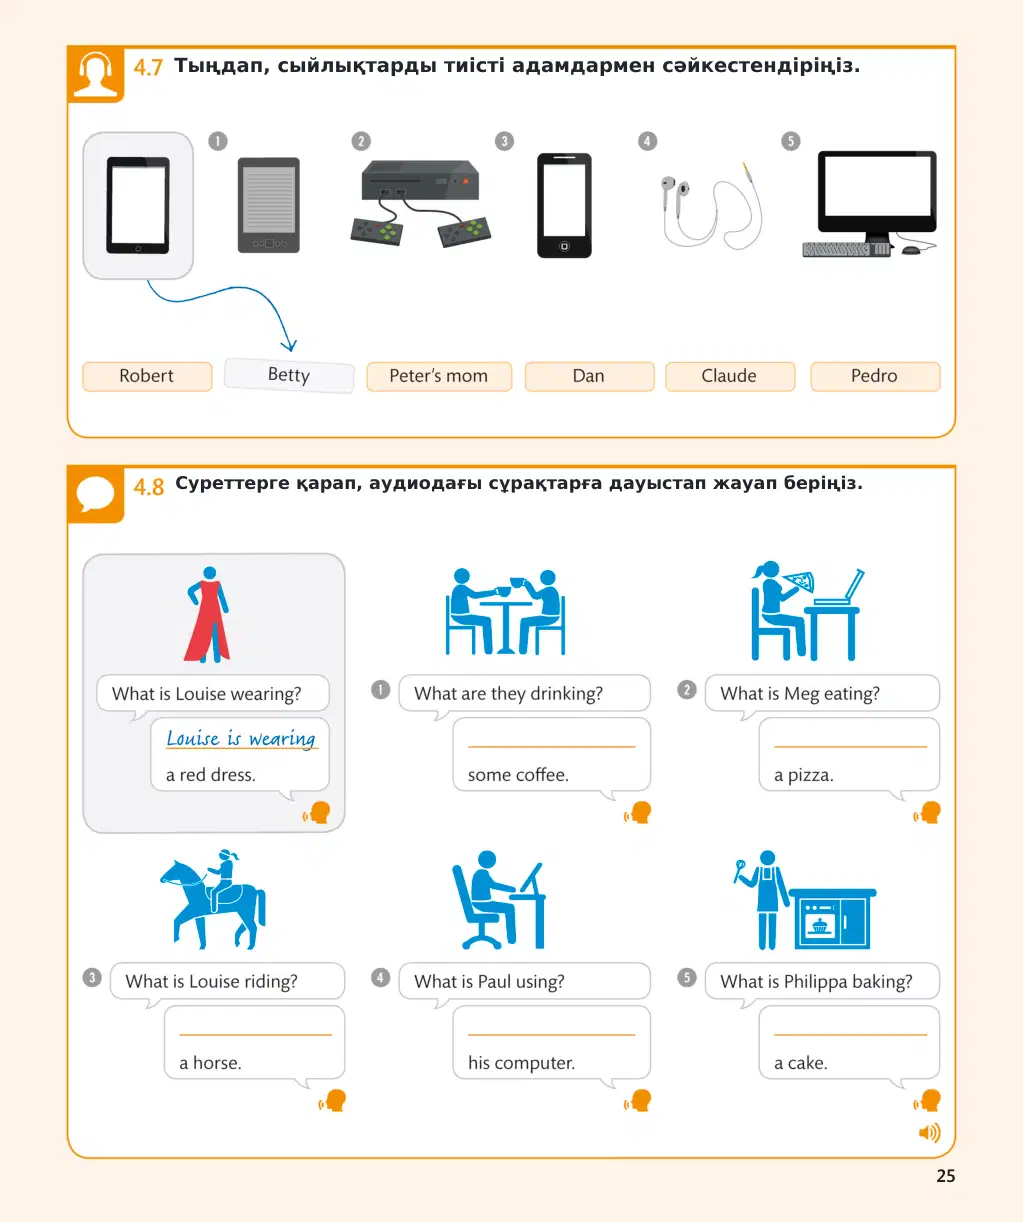 4.7 Тыңдап, сыйлықтарды тиісті адамдармен сәйкестендіріңіз.
1
2
3
4
5
Robert
Betty
Peter’s mom
Dan
Claude
Pedro
4.8 Суреттерге қарап, аудиодағы сұрақтарға дауыстап жауап беріңіз.
What is Louise wearing?
Louise is wearing
a red dress.
1 What are they drinking?
some coffee.
2 What is Meg eating?
a pizza.
3 What is Louise riding?
a horse.
4 What is Paul using?
his computer.
5 What is Philippa baking?
a cake.
25